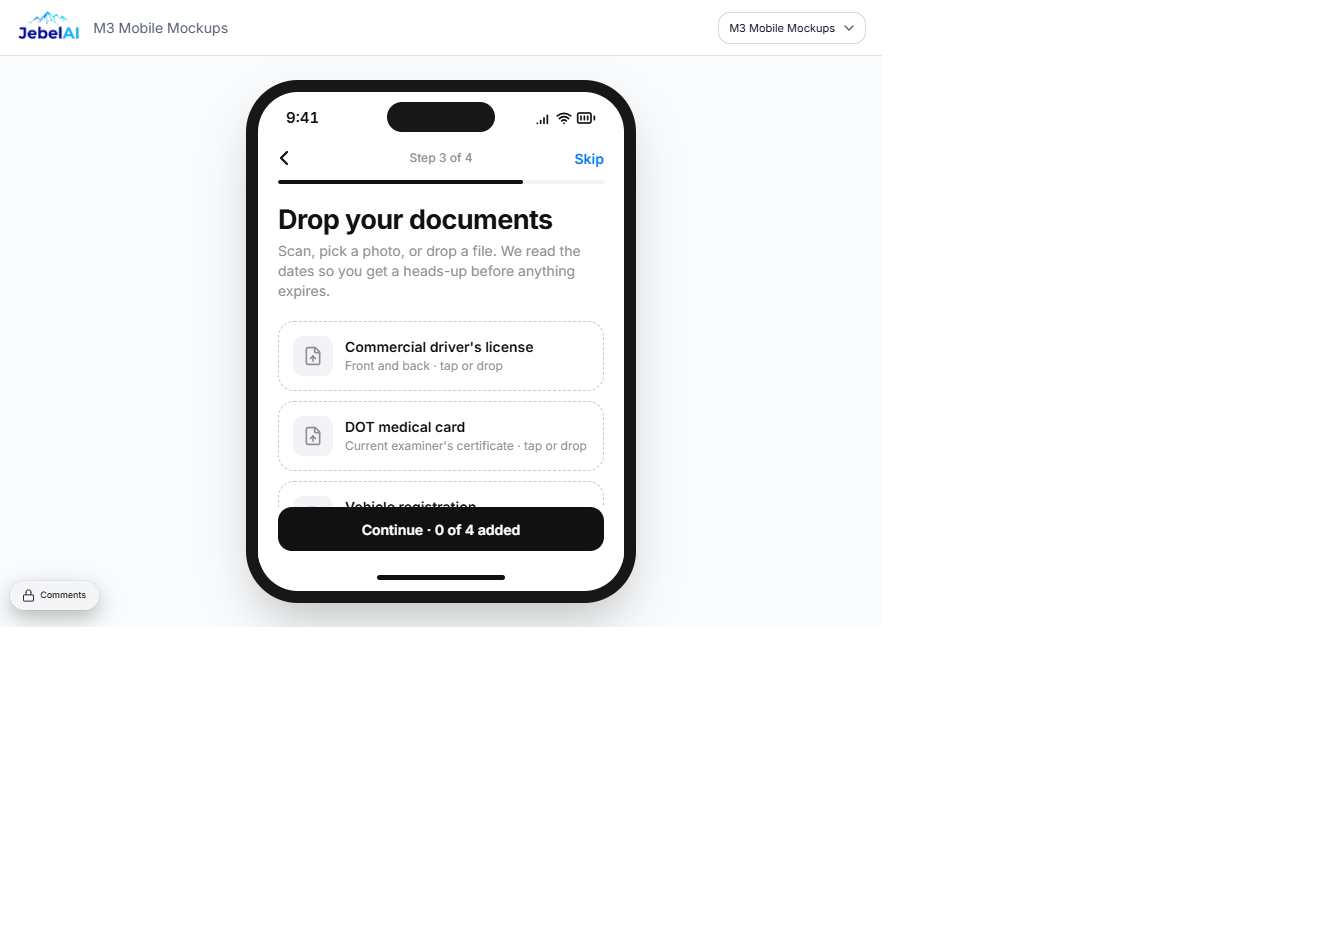 JebelAI
M3 Mobile Mockups
M3 Mobile Mockups
9:41
Step 3 of 4
Skip
Drop your documents
Scan, pick a photo, or drop a file. We read the
dates so you get a heads-up before anything
expires.
Commercial driver's license
Front and back · tap or drop
DOT medical card
Current examiner's certificate · tap or drop
Vehicle registration
Continue · 0 of 4 added
Comments